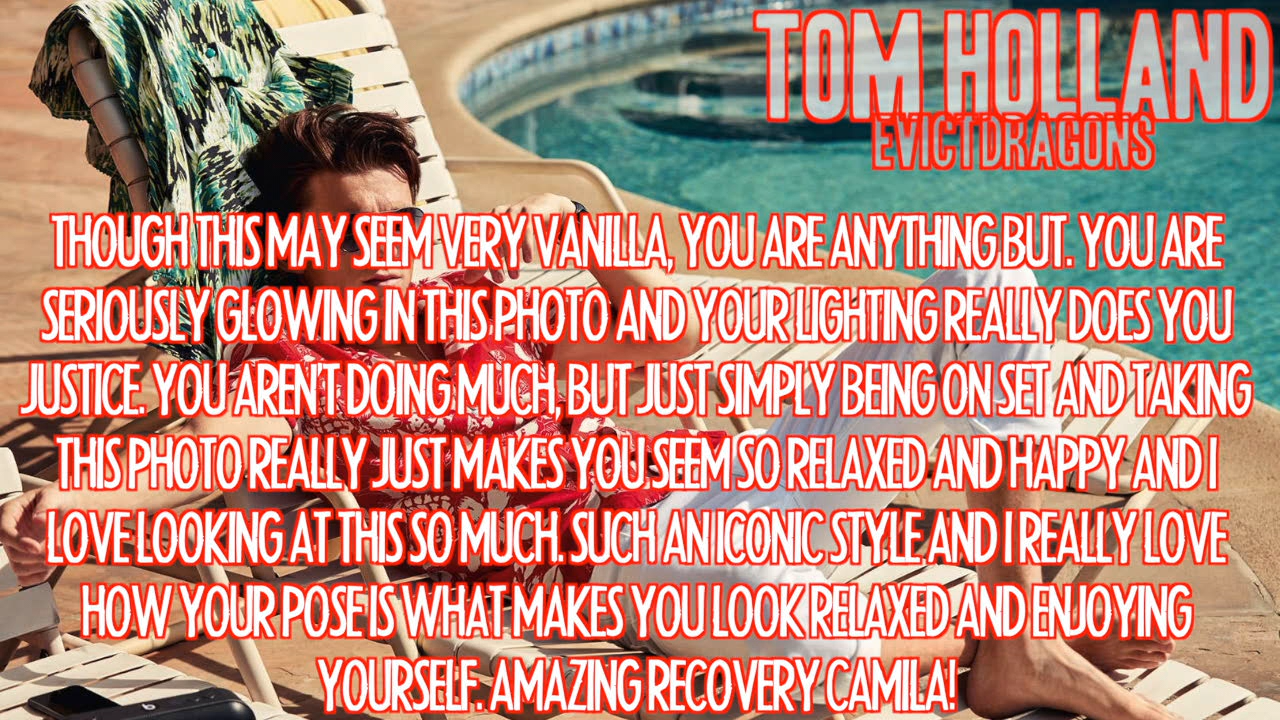 TOM HOLLAND
EVICTDRAGONS
THOUGH THIS MAY SEEM VERY VANILLA, YOU ARE ANYTHING BUT. YOU ARE
SERIOUSLY GLOWING IN THIS PHOTO AND YOUR LIGHTING REALLY DOES YOU
JUSTICE. YOU AREN'T DOING MUCH, BUT JUST SIMPLY BEING ON SET AND TAKING
THIS PHOTO REALLY JUST MAKES YOU SEEM SO RELAXED AND HAPPY AND I
LOVE LOOKING AT THIS SO MUCH. SUCH AN ICONIC STYLE AND I REALLY LOVE
HOW YOUR POSE IS WHAT MAKES YOU LOOK RELAXED AND ENJOYING
YOURSELF. AMAZING RECOVERY CAMILA!